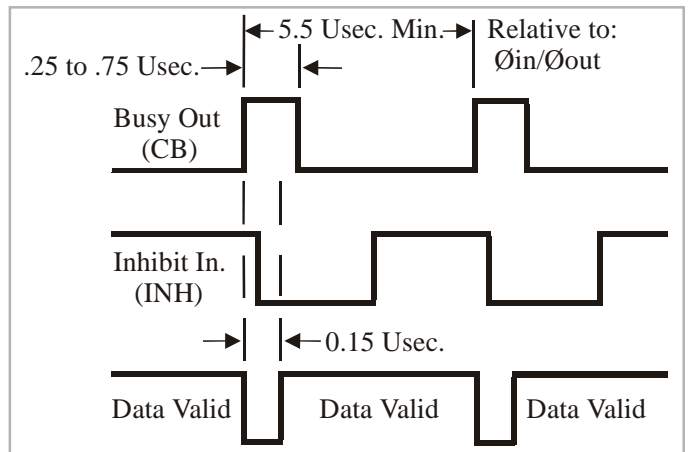 5.5 Usec. Min.
Relative to:
Øin/Øout
.25 to .75 Usec.
Busy Out
(CB)
Inhibit In.
(INH)
0.15 Usec.
Data Valid
Data Valid
Data Valid